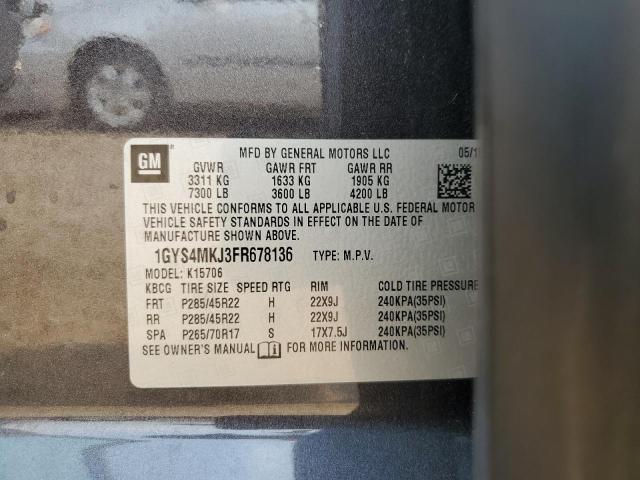 GM
MFD BY GENERAL MOTORS LLC
GVWR GAWR FRT GAWR RR
3311 KG 1633 KG 1905 KG
7300 LB 3600 LB 4200 LB
THIS VEHICLE CONFORMS TO ALL APPLICABLE U.S. FEDERAL MOTOR
VEHICLE SAFETY STANDARDS IN EFFECT ON THE DATE OF
MANUFACTURE SHOWN ABOVE.
1GYS4MKJ3FR678136 TYPE: M.P.V.
MODEL: K15706
KBCG TIRE SIZE SPEED RTG RIM COLD TIRE PRESSURE
FRT P285/45R22 H 22X9J 240KPA(35PSI)
RR P285/45R22 H 22X9J 240KPA(35PSI)
SPA P265/70R17 S 17X7.5J 240KPA(35PSI)
SEE OWNER'S MANUAL FOR MORE INFORMATION.